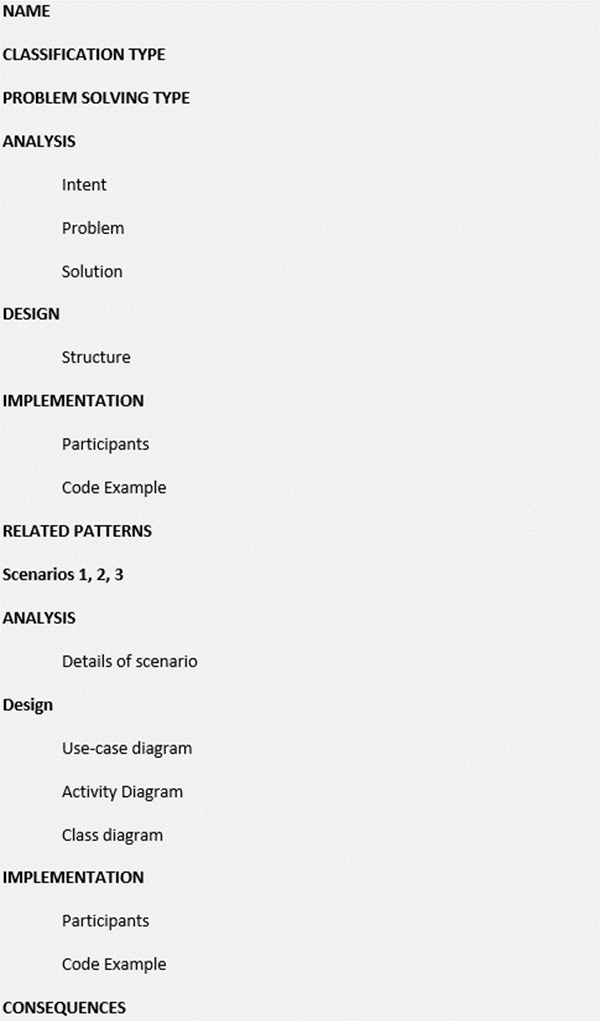 NAME
CLASSIFICATION TYPE
PROBLEM SOLVING TYPE
ANALYSIS
Intent
Problem
Solution
DESIGN
Structure
IMPLEMENTATION
Participants
Code Example
RELATED PATTERNS
Scenarios 1, 2, 3
ANALYSIS
Details of scenario
Design
Use-case diagram
Activity Diagram
Class diagram
IMPLEMENTATION
Participants
Code Example
CONSEQUENCES